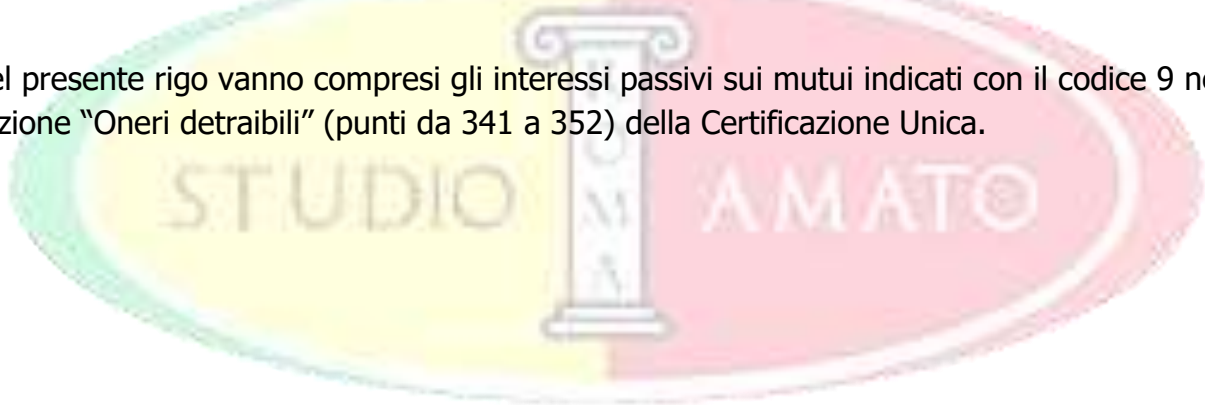 el presente rigo vanno compresi gli interessi passivi sui mutui indicati con il codice 9 ne
zione “Oneri detraibili” (punti da 341 a 352) della Certificazione Unica.
STUDIO ROMA AMATO